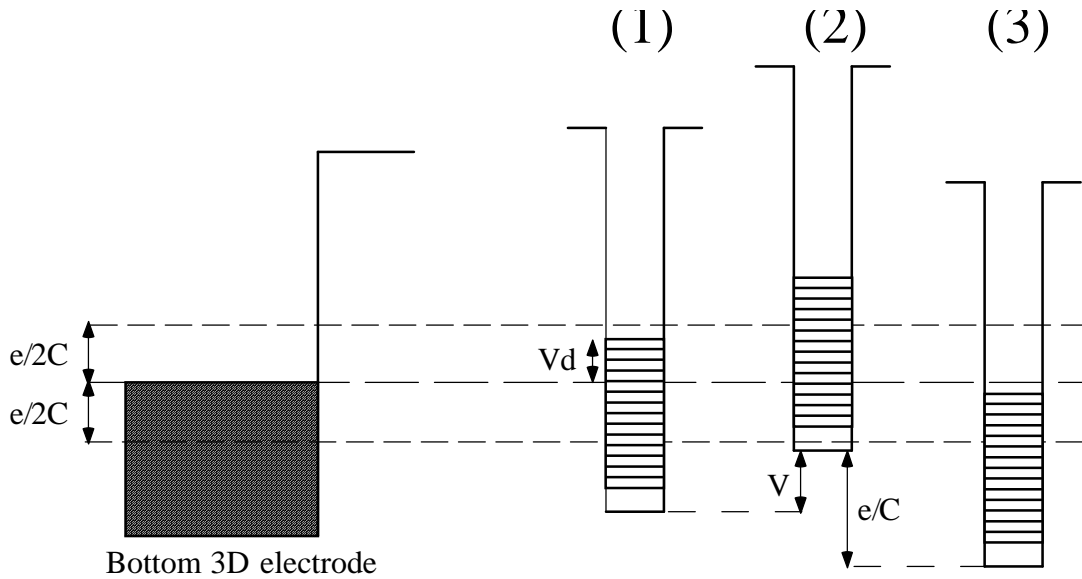 (1) (2) (3)
e/2C
Vd
e/2C
V
e/C
Bottom 3D electrode